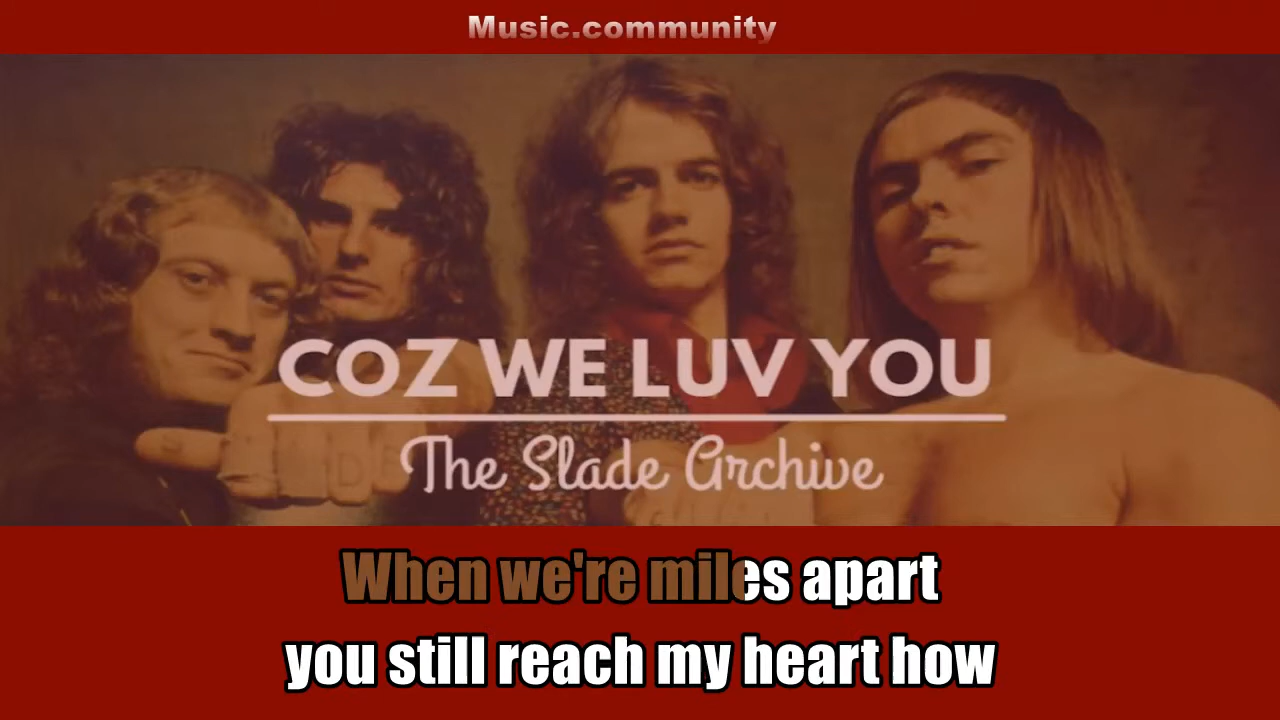 Music.community
COZ WE LUV YOU
The Slade Archive
When we're miles apart
you still reach my heart how